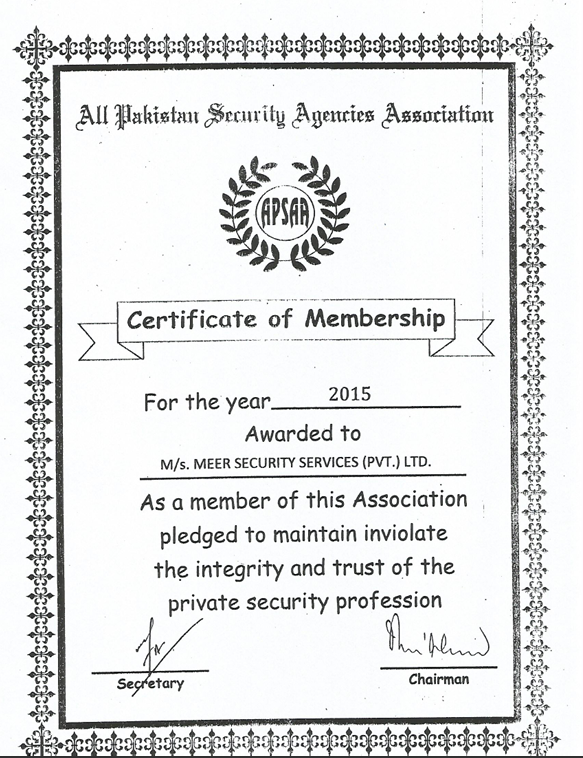 All Pakistan Security Agencies Association
APSAA
Certificate of Membership
For the year 2015
Awarded to
M/s. MEER SECURITY SERVICES (PVT.) LTD.
As a member of this Association
pledged to maintain inviolate
the integrity and trust of the
private security profession
Secretary
Chairman